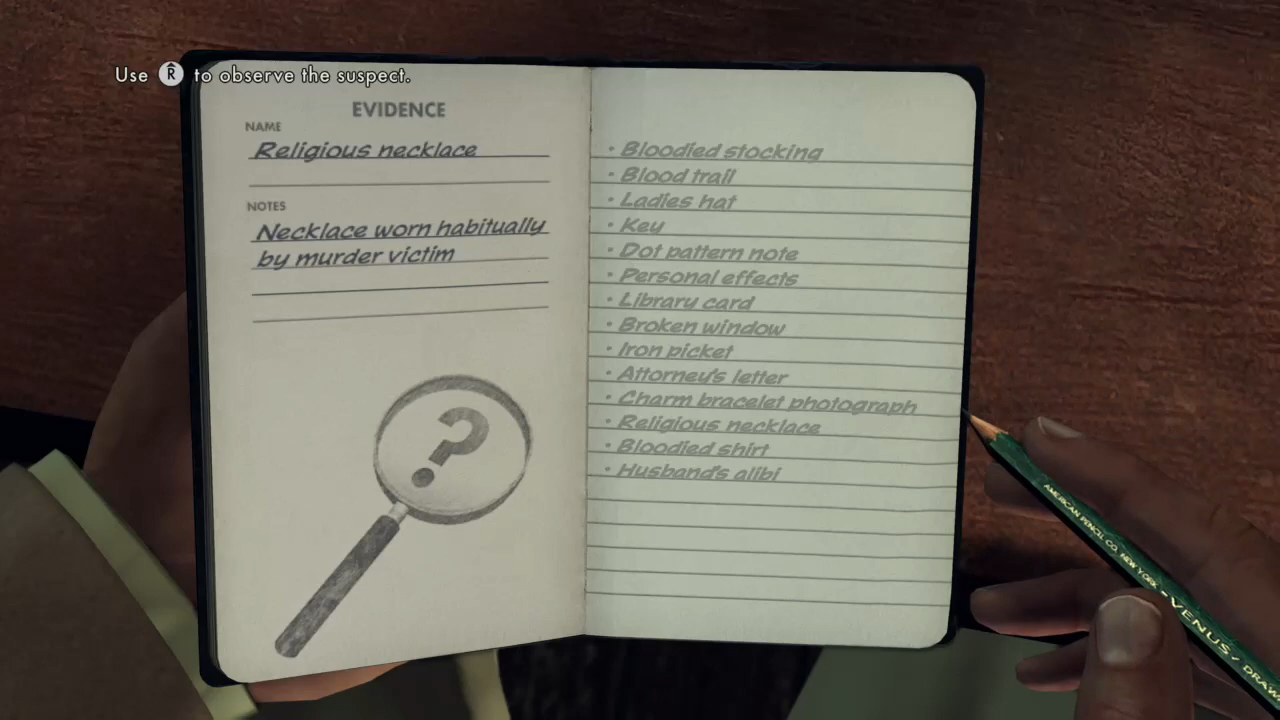 Use R to observe the suspect.
EVIDENCE
NAME
Religious necklace
NOTES
Necklace worn habitually
by murder victim
?
• Bloodied stocking
• Blood trail
• Ladies hat
• Key
• Dot pattern note
• Personal effects
• Library card
• Broken window
• Iron picket
• Attorney's letter
• Charm bracelet photograph
• Religious necklace
• Bloodied shirt
• Husband's alibi
AMERICAN PENCIL CO. NEW YORK • VENUS / DRAW